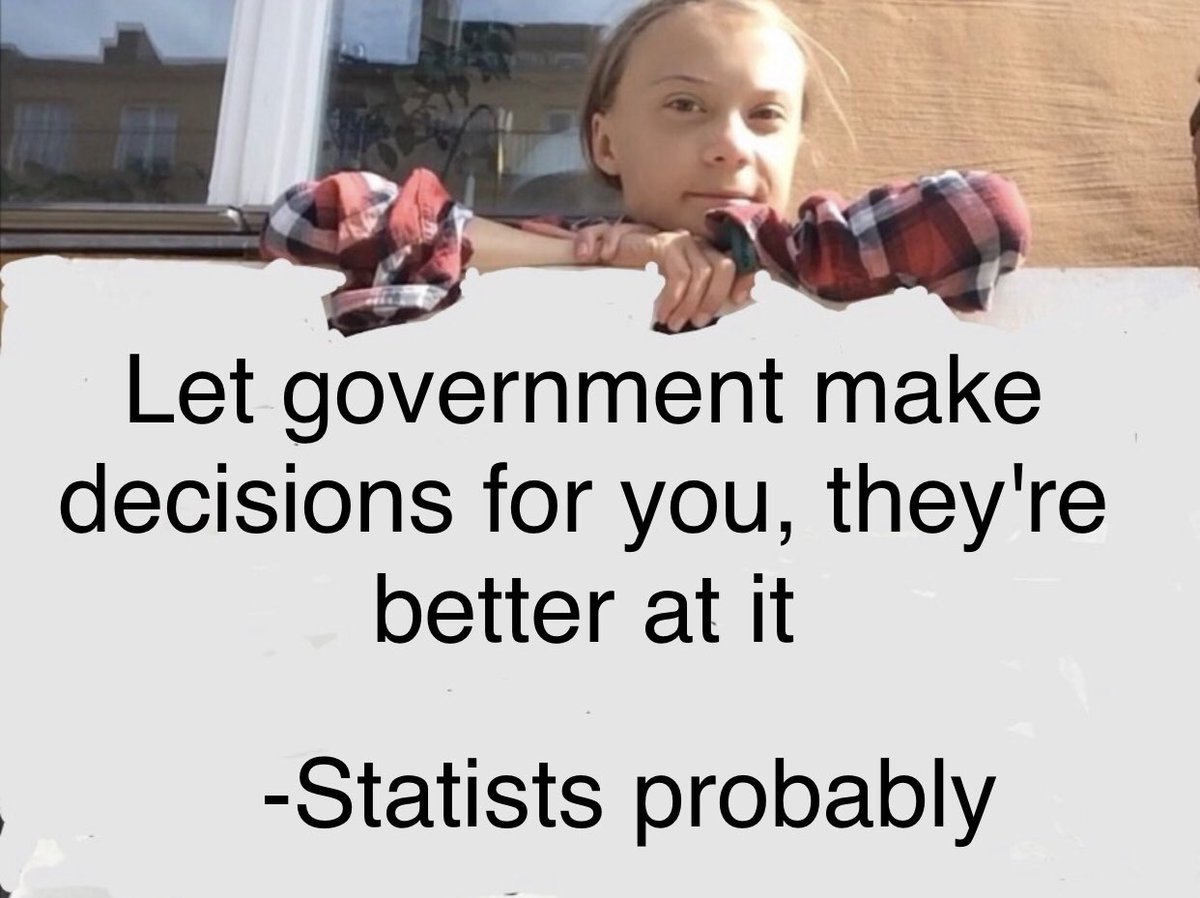 Let government make
decisions for you, they're
better at it
-Statists probably